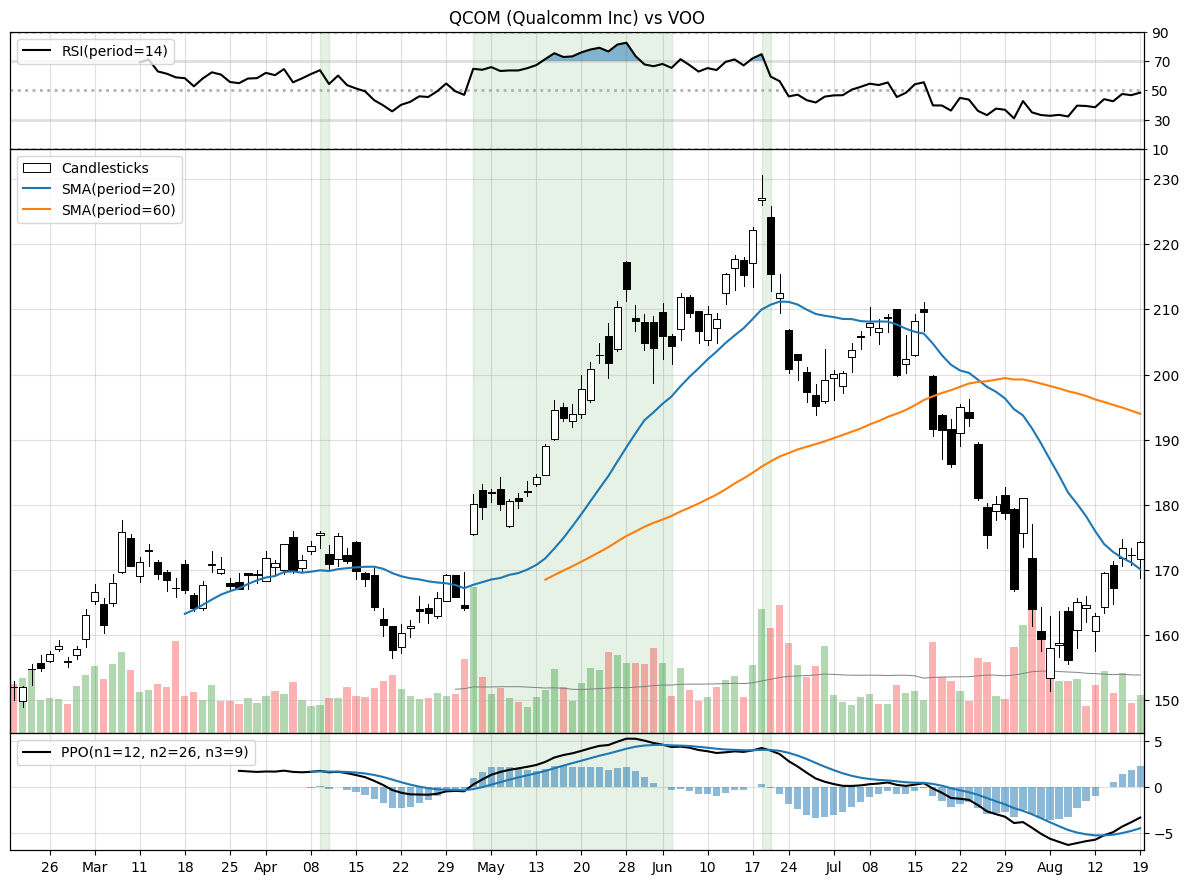 QCOM (Qualcomm Inc) vs VOO
RSI(period=14)
90
70
50
30
10
Candlesticks
SMA(period=20)
SMA(period=60)
230
220
210
200
190
180
170
160
150
PPO(n1=12, n2=26, n3=9)
5
0
−5
26 Mar 11 18 25 Apr 08 15 22 29 May 13 20 28 Jun 10 17 24 Jul 08 15 22 29 Aug 12 19